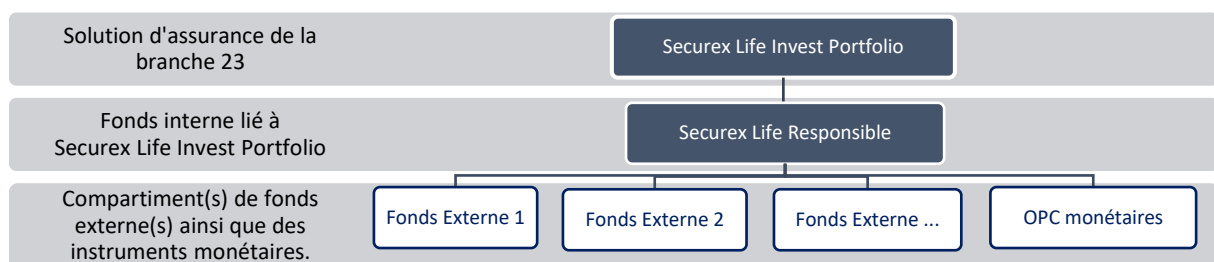 Solution d'assurance de la
branche 23
Securex Life Invest Portfolio
Fonds interne lié à
Securex Life Invest Portfolio
Securex Life Responsible
Compartiment(s) de fonds
externe(s) ainsi que des
instruments monétaires.
Fonds Externe 1
Fonds Externe 2
Fonds Externe ...
OPC monétaires